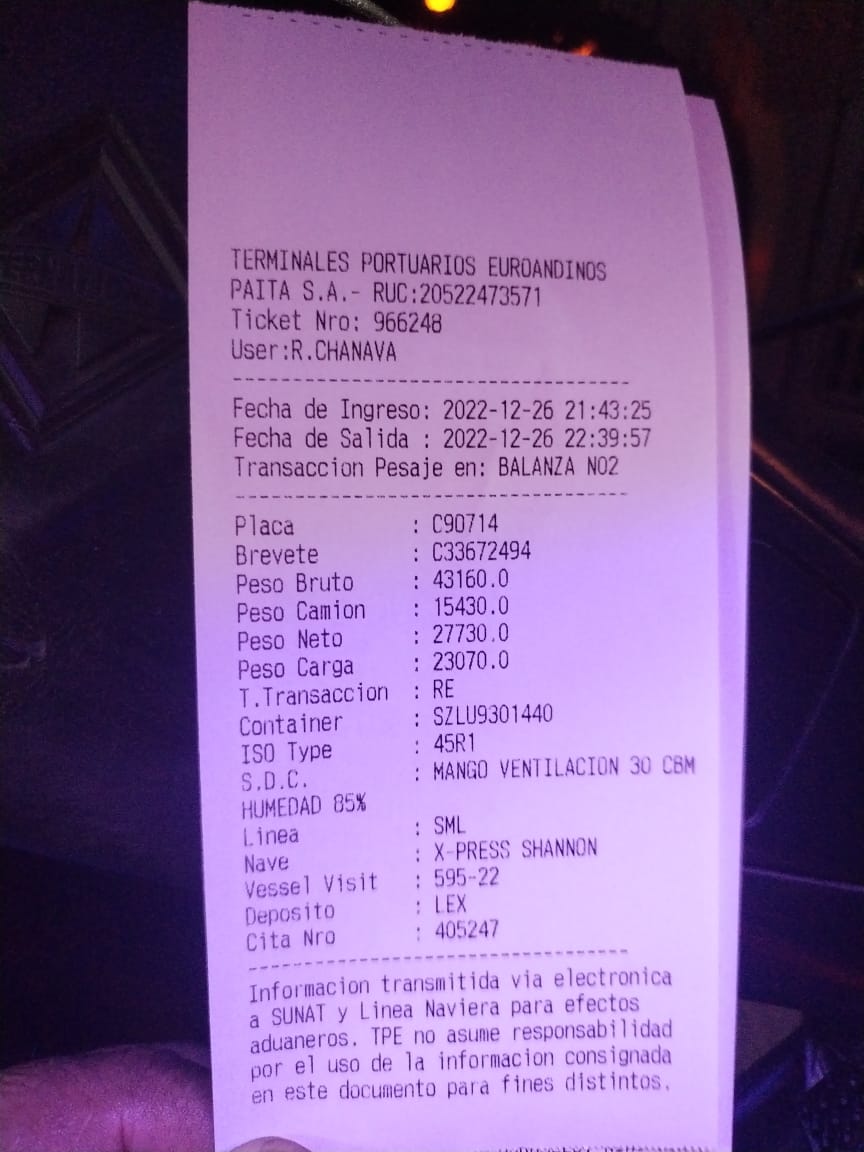 TERMINALES PORTUARIOS EUROANDINOS
PAITA S.A.- RUC:20522473571
Ticket Nro: 966248
User:R.CHANAVA
--------------------------------
Fecha de Ingreso: 2022-12-26 21:43:25
Fecha de Salida : 2022-12-26 22:39:57
Transaccion Pesaje en: BALANZA NO2
--------------------------------
Placa : C90714
Brevete : C33672494
Peso Bruto : 43160.0
Peso Camion : 15430.0
Peso Neto : 27730.0
Peso Carga : 23070.0
T.Transaccion : RE
Container : SZLU9301440
ISO Type : 45R1
S.D.C. : MANGO VENTILACION 30 CBM
HUMEDAD 85%
Linea : SML
Nave : X-PRESS SHANNON
Vessel Visit : 595-22
Deposito : LEX
Cita Nro : 405247
--------------------------------
Informacion transmitida via electronica
a SUNAT y Linea Naviera para efectos
aduaneros. TPE no asume responsabilidad
por el uso de la informacion consignada
en este documento para fines distintos.